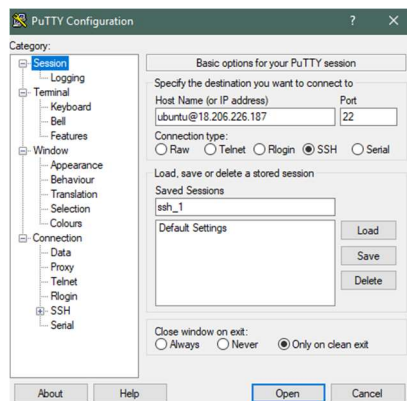 PuTTY Configuration
?
×
Category:
Session
Logging
Terminal
Keyboard
Bell
Features
Window
Appearance
Behaviour
Translation
Selection
Colours
Connection
Data
Proxy
Telnet
Rlogin
SSH
Serial
Basic options for your PuTTY session
Specify the destination you want to connect to
Host Name (or IP address) Port
ubuntu@18.206.226.187 22
Connection type:
Raw Telnet Rlogin SSH Serial
Load, save or delete a stored session
Saved Sessions
ssh_1
Default Settings
Load
Save
Delete
Close window on exit:
Always Never Only on clean exit
About Help Open Cancel